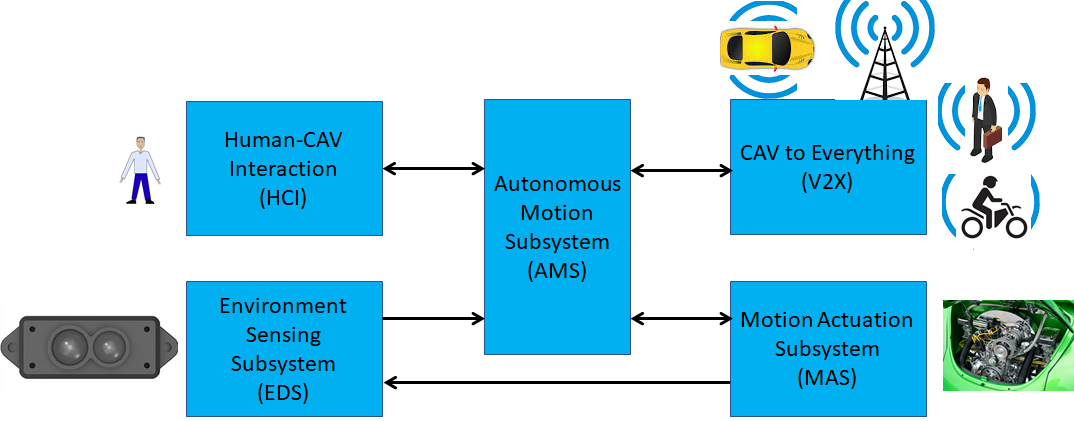 Human-CAV
Interaction
(HCI)
Autonomous
Motion
Subsystem
(AMS)
CAV to Everything
(V2X)
Environment
Sensing
Subsystem
(EDS)
Motion Actuation
Subsystem
(MAS)